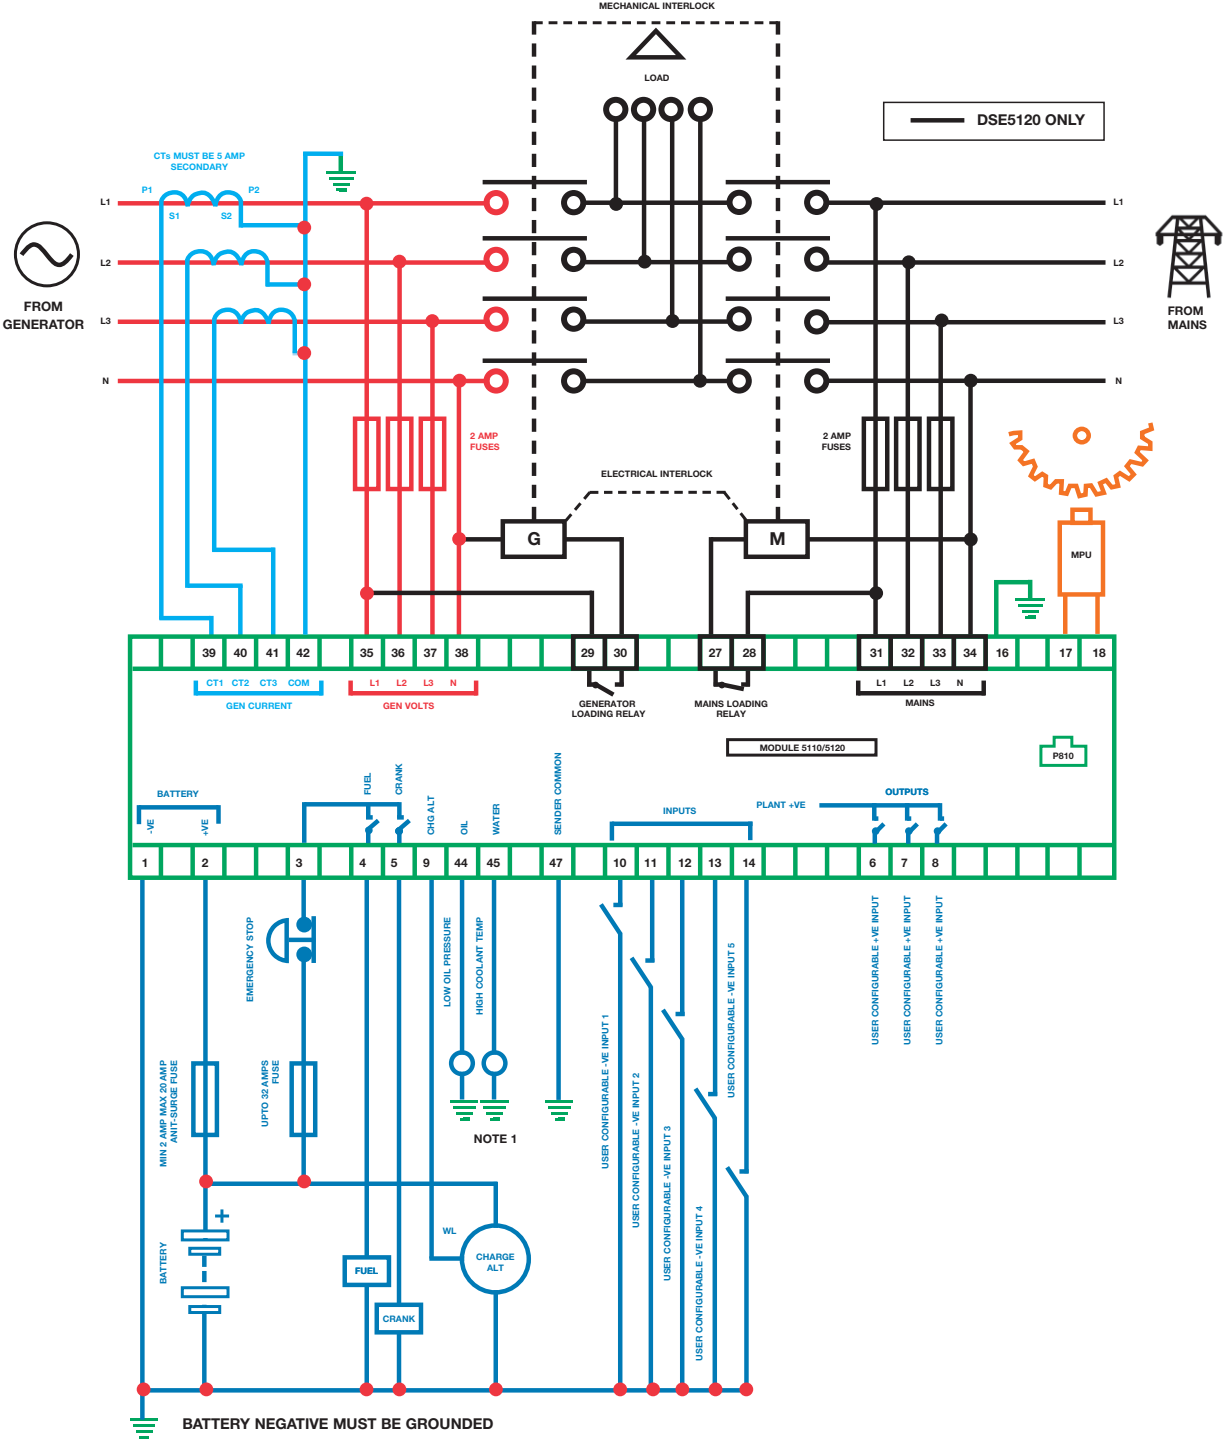 MECHANICAL INTERLOCK
LOAD
DSE5120 ONLY
CTs MUST BE 5 AMP
SECONDARY
P1
P2
S1
S2
L1
L1
L2
L2
FROM
GENERATOR
L3
L3
FROM
MAINS
N
N
2 AMP
FUSES
2 AMP
FUSES
ELECTRICAL INTERLOCK
G
M
MPU
39 40 41 42 35 36 37 38 29 30 27 28 31 32 33 34 16 17 18
CT1 CT2 CT3 COM
L1 L2 L3 N
L1 L2 L3 N
GEN CURRENT
GEN VOLTS
GENERATOR
LOADING RELAY
MAINS LOADING
RELAY
MAINS
MODULE 5110/5120
P810
BATTERY
-VE
+VE
FUEL
CRANK
CHG ALT
OIL
WATER
SENDER COMMON
INPUTS
PLANT +VE
OUTPUTS
1 2 3 4 5 9 44 45 47 10 11 12 13 14 6 7 8
EMERGENCY STOP
LOW OIL PRESSURE
HIGH COOLANT TEMP
USER CONFIGURABLE -VE INPUT 1
USER CONFIGURABLE -VE INPUT 2
USER CONFIGURABLE -VE INPUT 3
USER CONFIGURABLE -VE INPUT 4
USER CONFIGURABLE -VE INPUT 5
USER CONFIGURABLE +VE INPUT
USER CONFIGURABLE +VE INPUT
USER CONFIGURABLE +VE INPUT
MIN 2 AMP MAX 20 AMP
ANIT-SURGE FUSE
UPTO 32 AMPS
FUSE
NOTE 1
+
BATTERY
WL
CHARGE
ALT
FUEL
CRANK
BATTERY NEGATIVE MUST BE GROUNDED